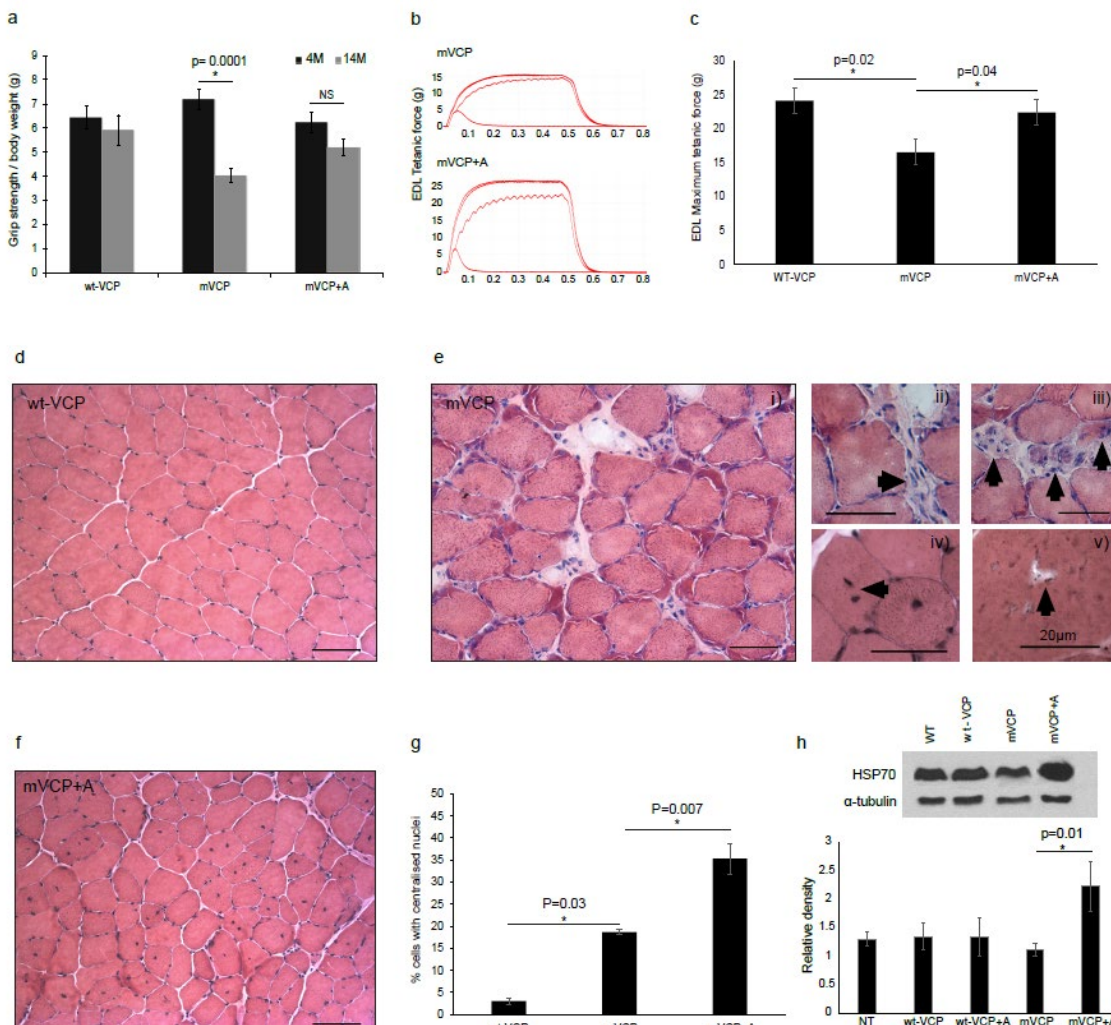 a
9
8
7
6
5
4
3
2
1
0
Grip strength / body weight (g)
p= 0.0001
*
4M 14M
NS
wt-VCP mVCP mVCP+A
b
mVCP
15
10
5
0
0.1 0.2 0.3 0.4 0.5 0.6 0.7 0.8
EDL Tetanic force (g)
mVCP+A
25
20
15
10
5
0
0.1 0.2 0.3 0.4 0.5 0.6 0.7 0.8
c
EDL Maximum tetanic force (g)
30
25
20
15
10
5
0
p=0.02
*
p=0.04
*
WT-VCP mVCP mVCP+A
d
wt-VCP
e
mVCP
i)
ii)
iii)
iv)
v)
20µm
f
mVCP+A
g
% cells with centralised nuclei
50
45
40
35
30
25
20
15
10
5
0
P=0.03
*
P=0.007
*
h
WT wt-VCP mVCP mVCP+A
HSP70
α-tubulin
Relative density
2.5
2
1.5
1
0.5
0
p=0.01
*
NT wt-VCP wt-VCP+A mVCP mVCP+A